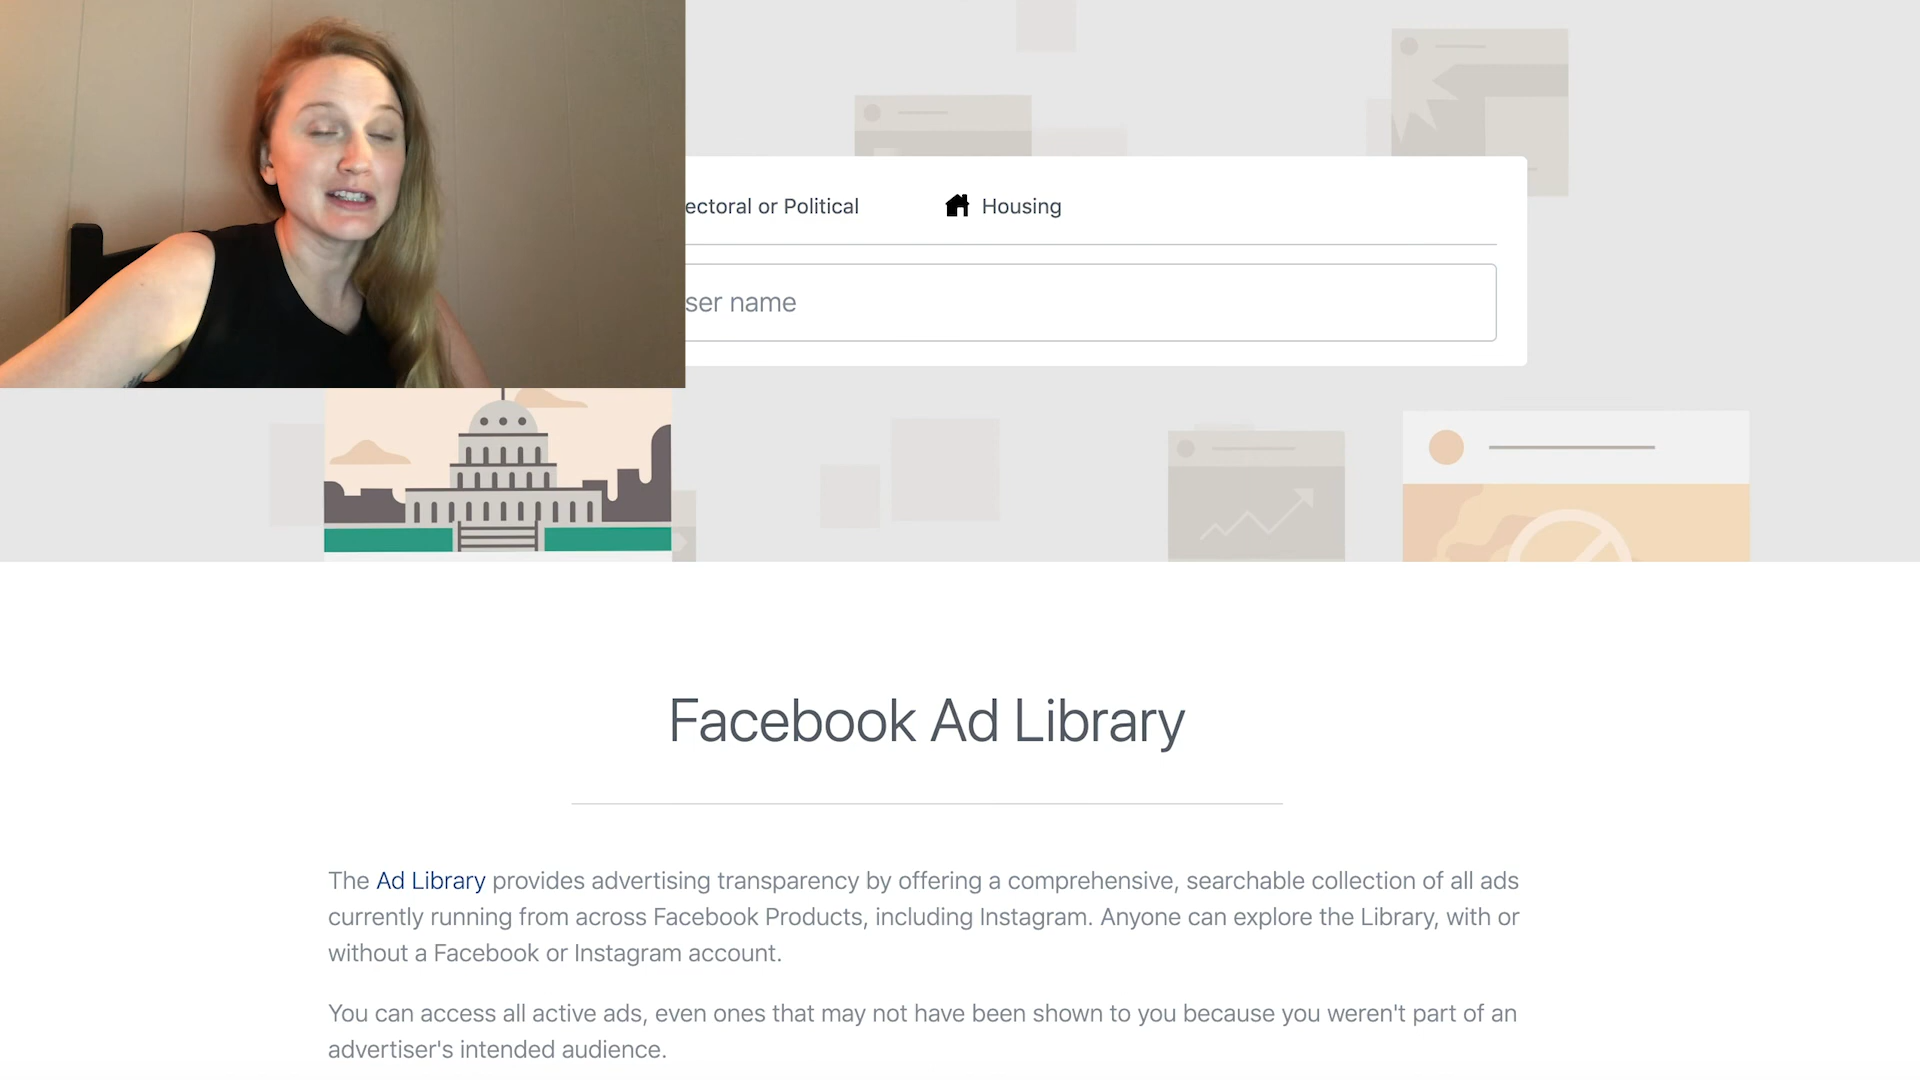 ectoral or Political
Housing
ser name
Facebook Ad Library
The Ad Library provides advertising transparency by offering a comprehensive, searchable collection of all ads
currently running from across Facebook Products, including Instagram. Anyone can explore the Library, with or
without a Facebook or Instagram account.
You can access all active ads, even ones that may not have been shown to you because you weren't part of an
advertiser's intended audience.